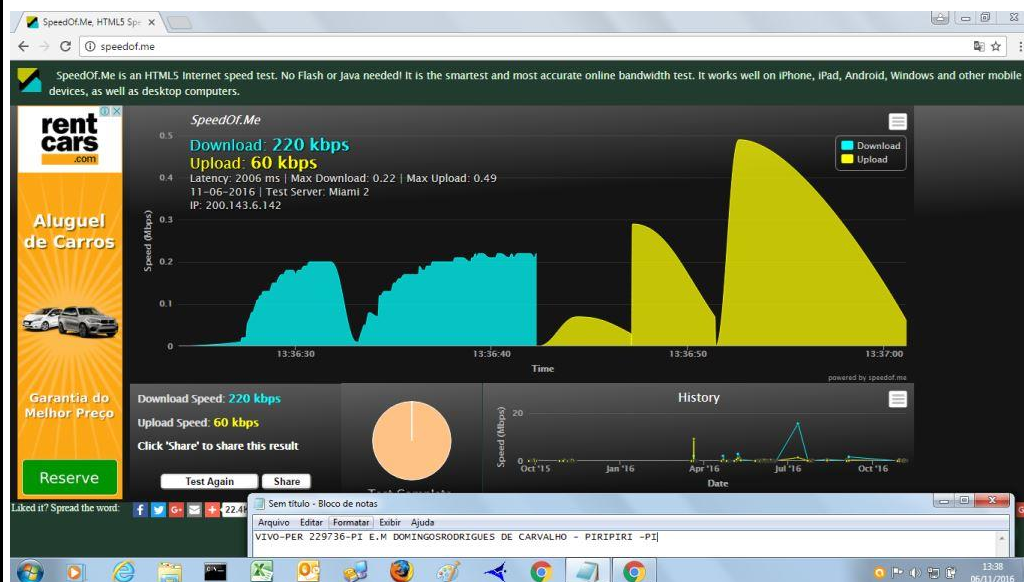 SpeedOf.Me, HTML5 Spe
speedof.me
SpeedOf.Me is an HTML5 Internet speed test. No Flash or Java needed! It is the smartest and most accurate online bandwidth test. It works well on iPhone, iPad, Android, Windows and other mobile
devices, as well as desktop computers.
rent
cars
.com
Aluguel
de Carros
Garantia do
Melhor Preço
Reserve
SpeedOf.Me
Download: 220 kbps
Upload: 60 kbps
Latency: 2006 ms | Max Download: 0.22 | Max Upload: 0.49
11-06-2016 | Test Server: Miami 2
IP: 200.143.6.142
Download
Upload
Speed (Mbps)
0.5
0.4
0.3
0.2
0.1
0
13:36:30
13:36:40
13:36:50
13:37:00
Time
powered by speedof.me
Download Speed: 220 kbps
Upload Speed: 60 kbps
Click 'Share' to share this result
Test Again
Share
Test Complete
History
Speed (Mbps)
20
0
Oct '15
Jan '16
Apr '16
Jul '16
Oct '16
Date
Liked it? Spread the word:
22.4K
Sem título - Bloco de notas
Arquivo Editar Formatar Exibir Ajuda
VIVO-PER 229736-PI E.M DOMINGOSRODRIGUES DE CARVALHO - PIRIPIRI -PI
13:38
06/11/2016